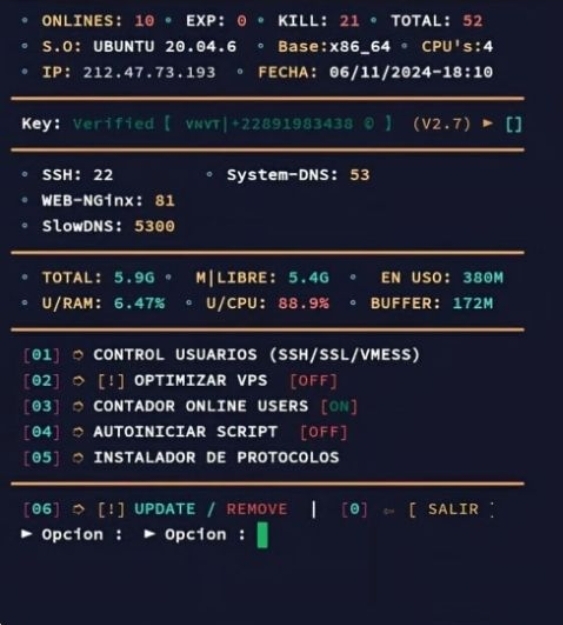 ◦ ONLINES: 10 ◦ EXP: 0 ◦ KILL: 21 ◦ TOTAL: 52
◦ S.O: UBUNTU 20.04.6 ◦ Base:x86_64 ◦ CPU's:4
◦ IP: 212.47.73.193 ◦ FECHA: 06/11/2024-18:10
Key: Verified [ VNVT|+22891983438 © ] (V2.7) ► []
◦ SSH: 22 ◦ System-DNS: 53
◦ WEB-NGinx: 81
◦ SlowDNS: 5300
◦ TOTAL: 5.9G ◦ M|LIBRE: 5.4G ◦ EN USO: 380M
◦ U/RAM: 6.47% ◦ U/CPU: 88.9% ◦ BUFFER: 172M
[01] ➮ CONTROL USUARIOS (SSH/SSL/VMESS)
[02] ➮ [!] OPTIMIZAR VPS [OFF]
[03] ➮ CONTADOR ONLINE USERS [ON]
[04] ➮ AUTOINICIAR SCRIPT [OFF]
[05] ➮ INSTALADOR DE PROTOCOLOS
[06] ➮ [!] UPDATE / REMOVE | [0] ⇦ [ SALIR ]
► Opcion : ► Opcion :